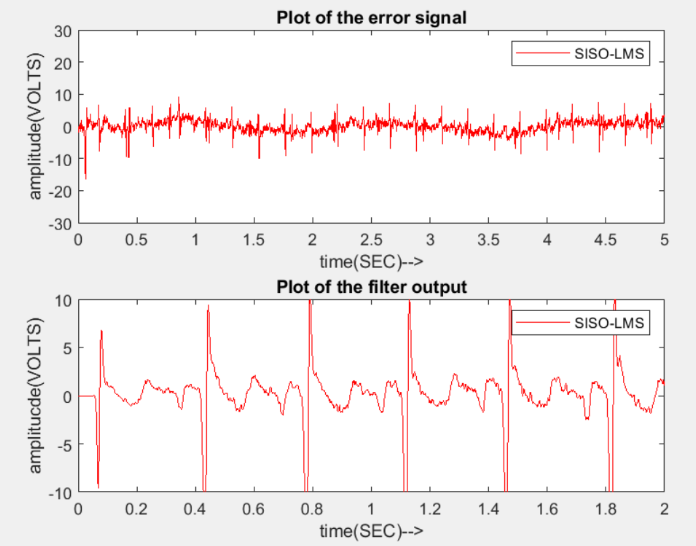 Plot of the error signal
SISO-LMS
amplitude(VOLTS)
30
20
10
0
-10
-20
-30
0 0.5 1 1.5 2 2.5 3 3.5 4 4.5 5
time(SEC)-->
Plot of the filter output
SISO-LMS
amplitucde(VOLTS)
10
5
0
-5
-10
0 0.2 0.4 0.6 0.8 1 1.2 1.4 1.6 1.8 2
time(SEC)-->